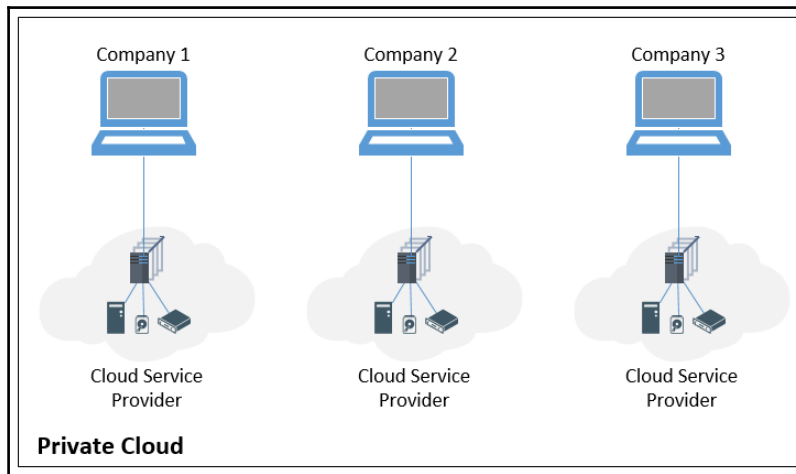 Company 1
Company 2
Company 3
Cloud Service
Provider
Cloud Service
Provider
Cloud Service
Provider
Private Cloud